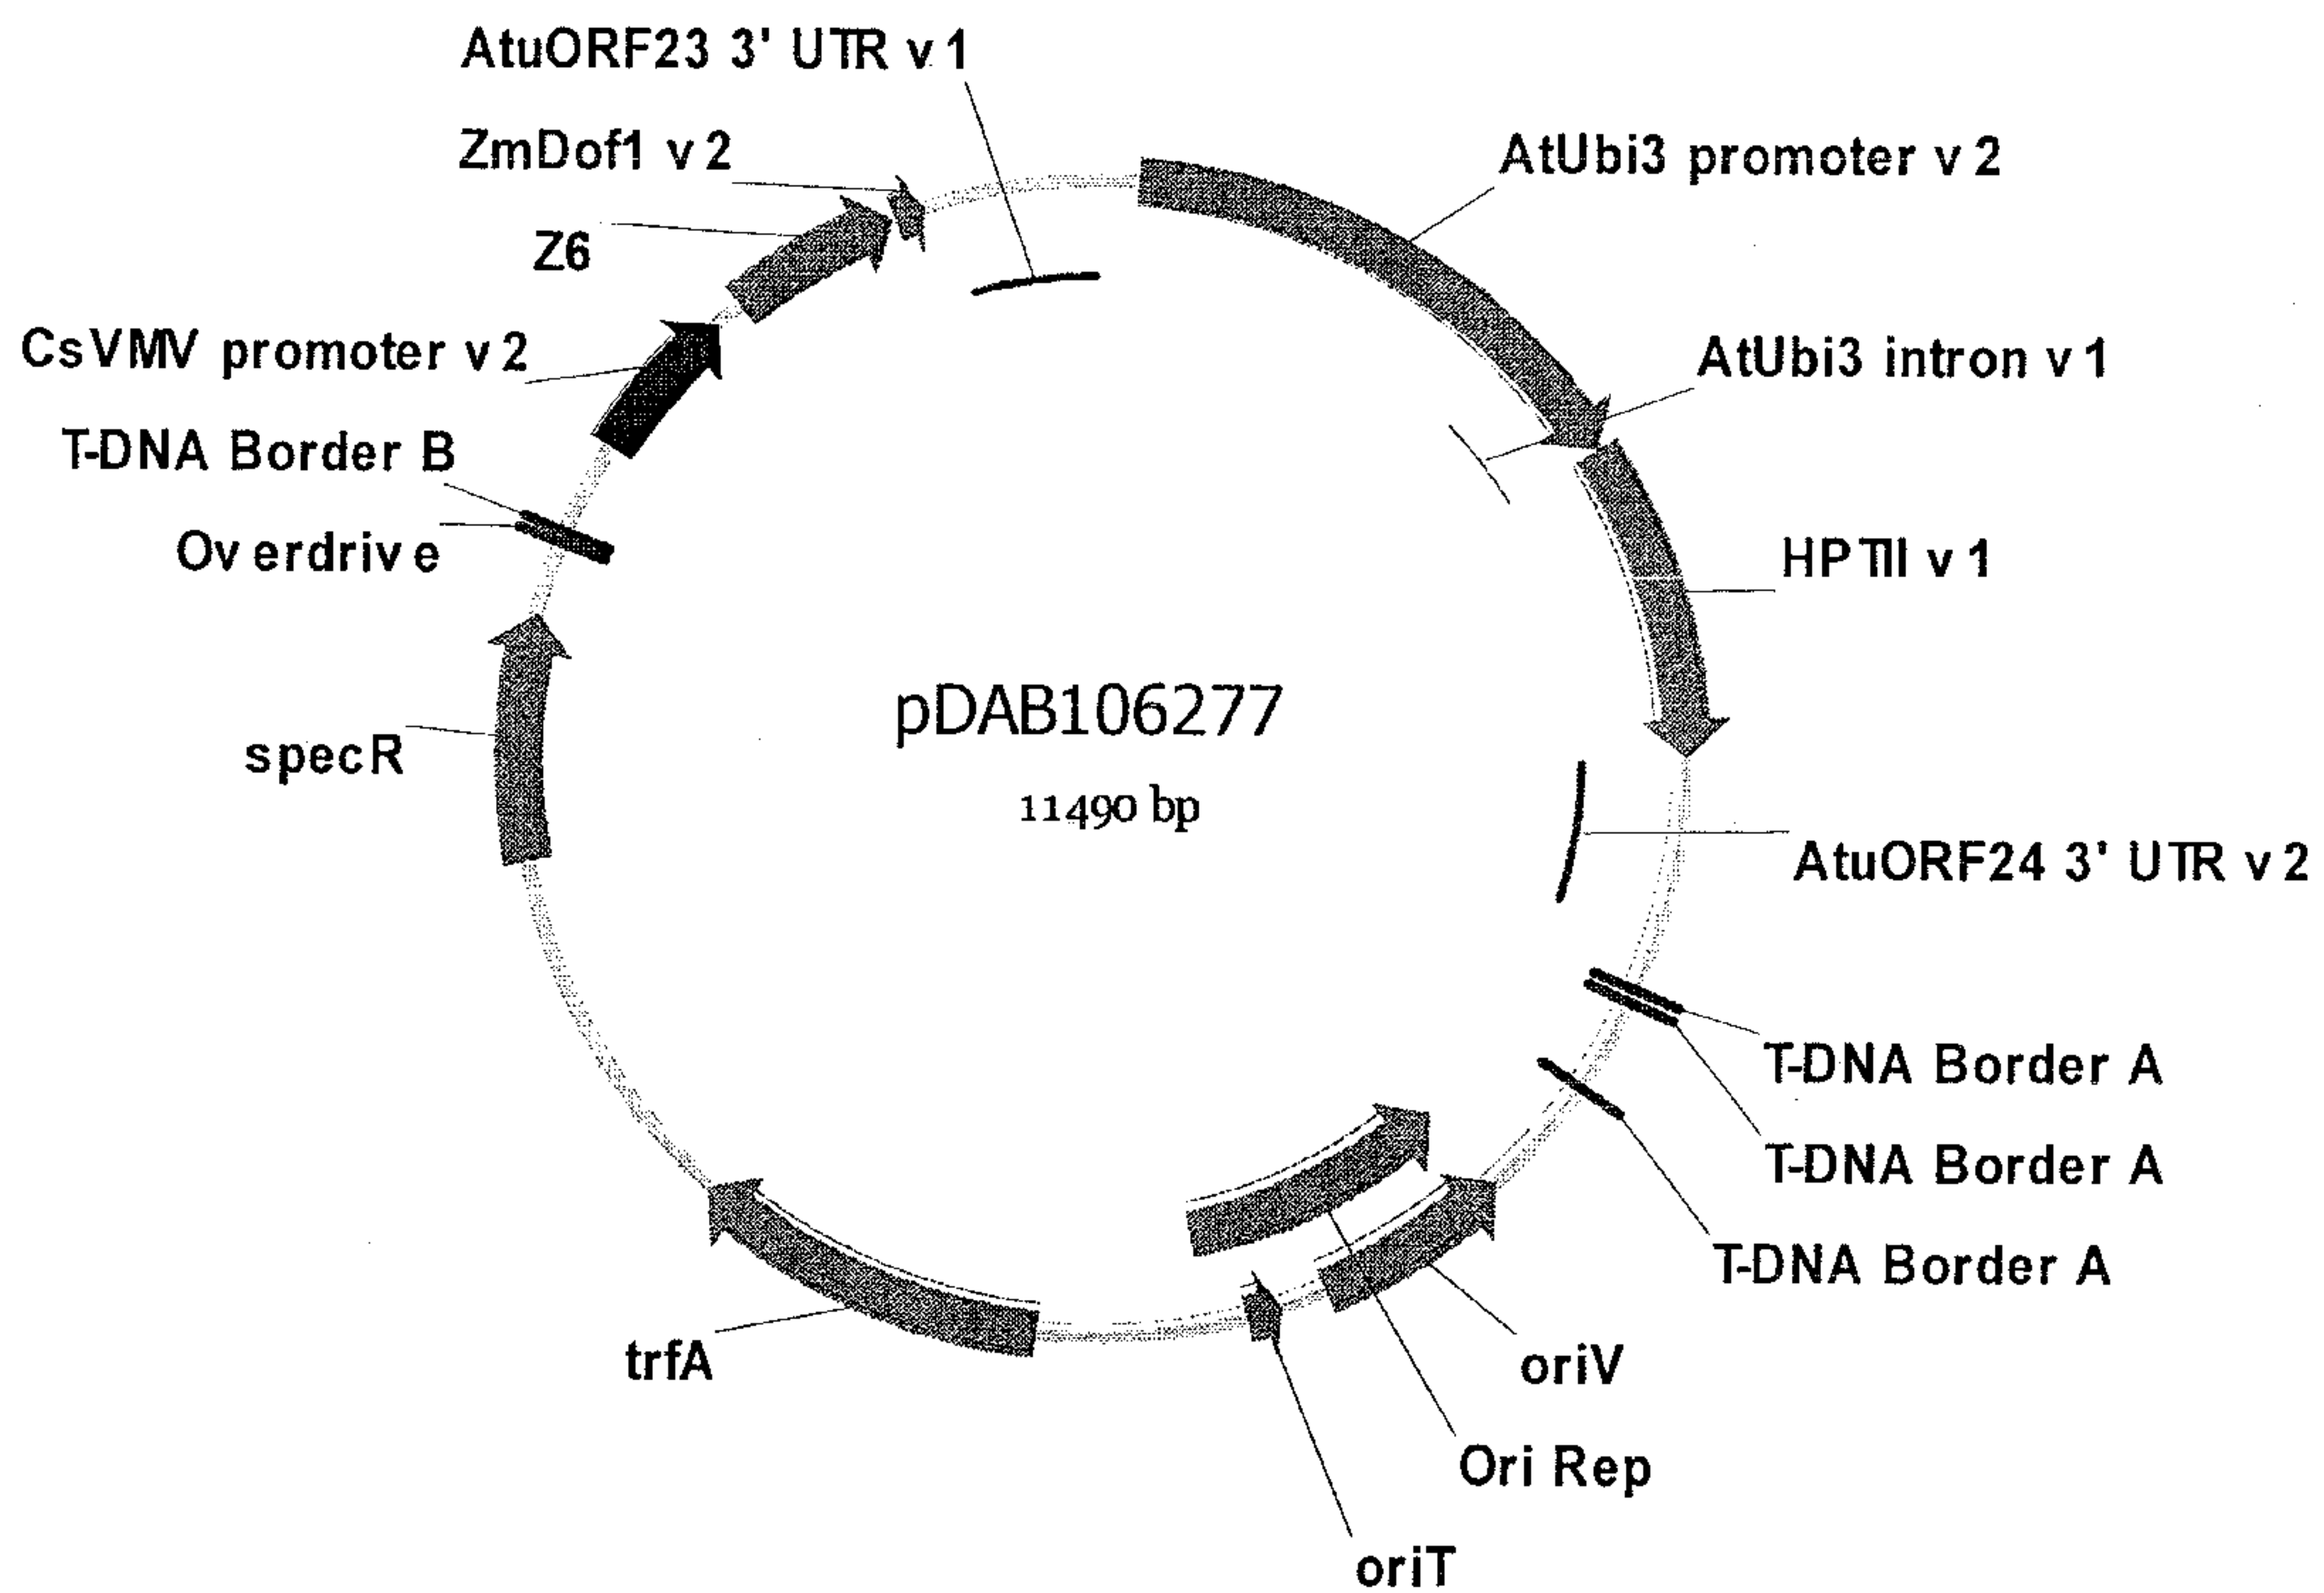 AtuORF23 3' UTR v1
ZmDof1 v2
Z6
CsVMV promoter v2
T-DNA Border B
Overdrive
specR
trfA
AtUbi3 promoter v2
AtUbi3 intron v1
HPTII v1
AtuORF24 3' UTR v2
T-DNA Border A
T-DNA Border A
T-DNA Border A
oriV
Ori Rep
oriT
pDAB106277
11490 bp